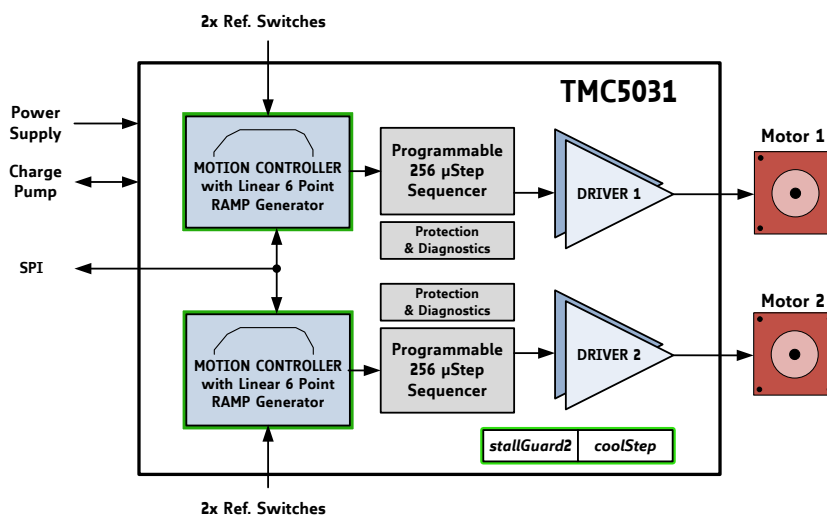 2x Ref. Switches
TMC5031
Power
Supply
Charge
Pump
SPI
MOTION CONTROLLER
with Linear 6 Point
RAMP Generator
Programmable
256 µStep
Sequencer
Protection
& Diagnostics
DRIVER 1
Motor 1
MOTION CONTROLLER
with Linear 6 Point
RAMP Generator
Protection
& Diagnostics
Programmable
256 µStep
Sequencer
DRIVER 2
Motor 2
stallGuard2 coolStep
2x Ref. Switches